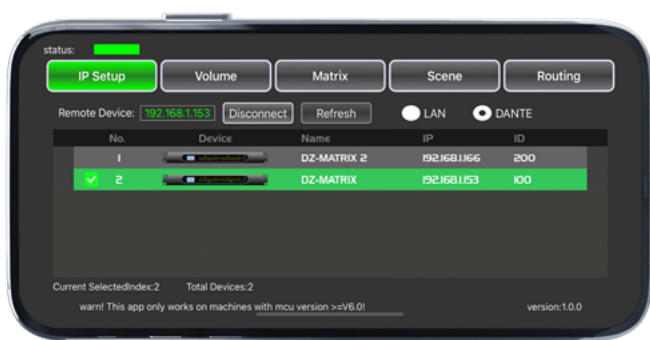 status:
IP Setup Volume Matrix Scene Routing
Remote Device: 192.168.1.153 Disconnect Refresh LAN DANTE
No. Device Name IP ID
1 DZ-MATRIX 2 192.168.1.166 200
2 DZ-MATRIX 192.168.1.153 100
Current SelectedIndex:2 Total Devices:2
warn! This app only works on machines with mcu version >=V6.0! version:1.0.0